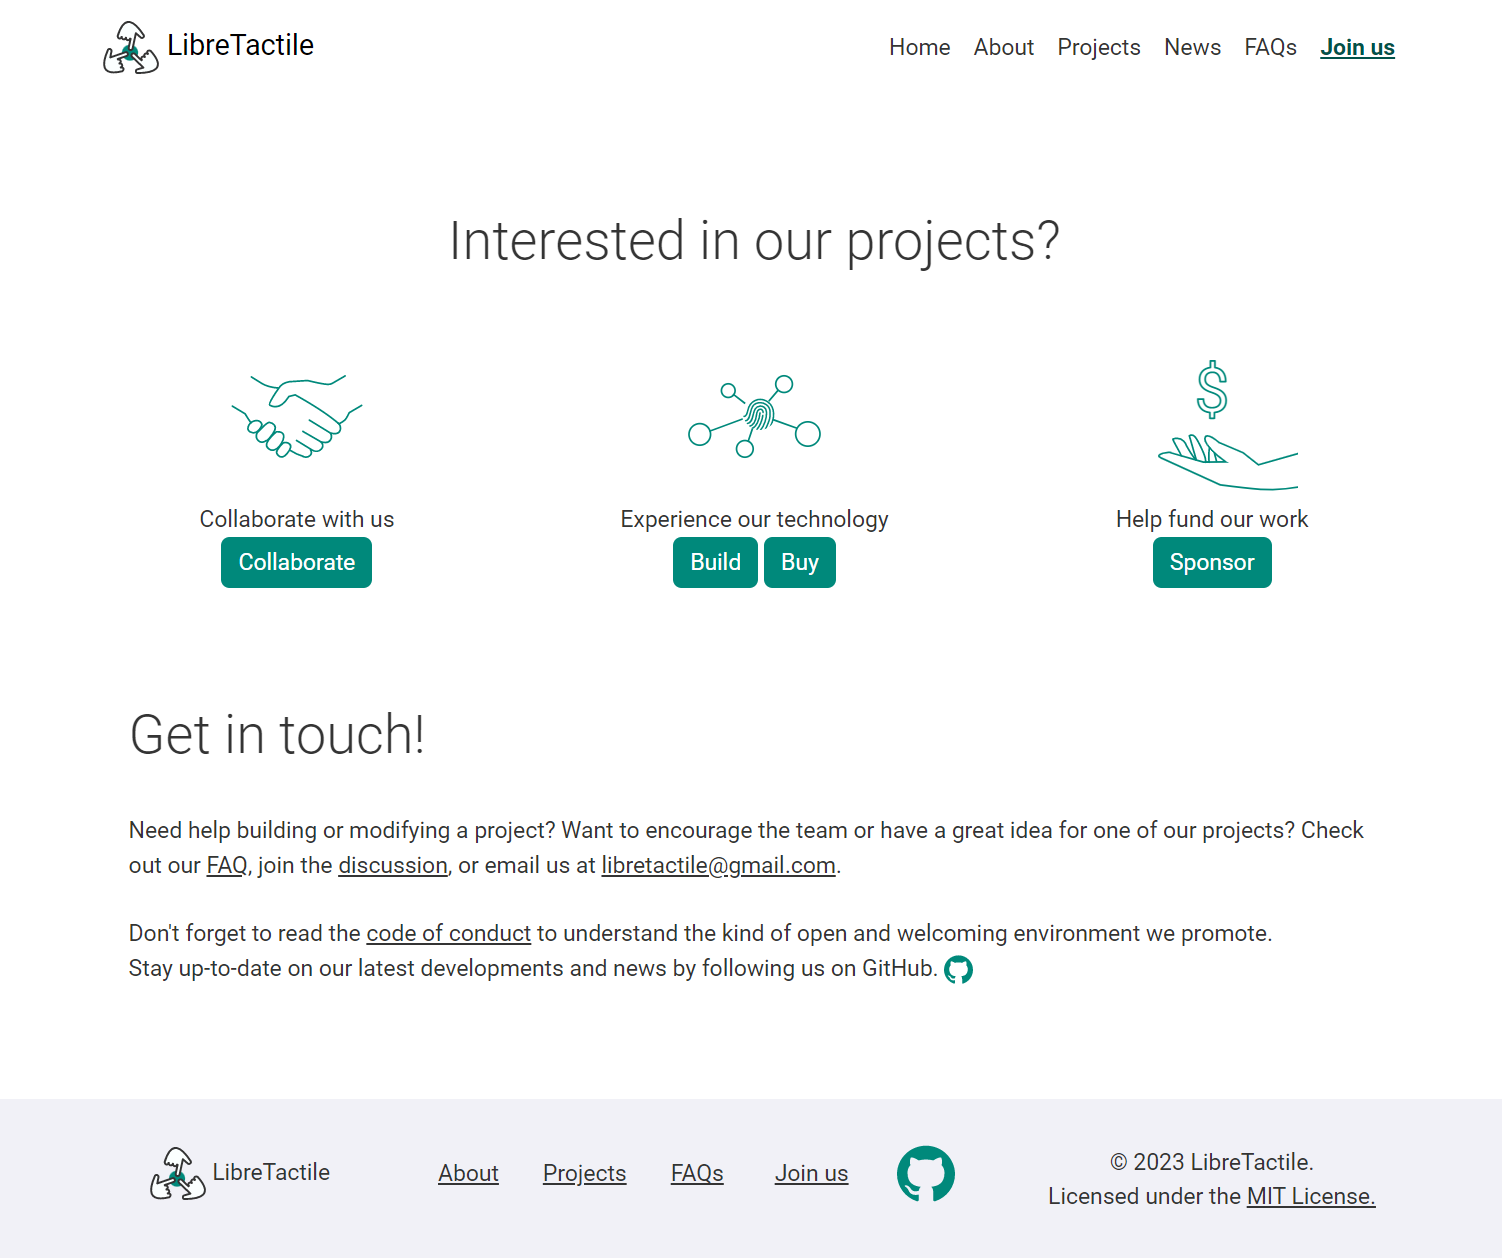 LibreTactile
Home About Projects News FAQs Join us
Interested in our projects?
$
Collaborate with us
Collaborate
Experience our technology
Build Buy
Help fund our work
Sponsor
Get in touch!
Need help building or modifying a project? Want to encourage the team or have a great idea for one of our projects? Check
out our FAQ, join the discussion, or email us at libretactile@gmail.com.
Don't forget to read the code of conduct to understand the kind of open and welcoming environment we promote.
Stay up-to-date on our latest developments and news by following us on GitHub.
LibreTactile
About Projects FAQs Join us
© 2023 LibreTactile.
Licensed under the MIT License.